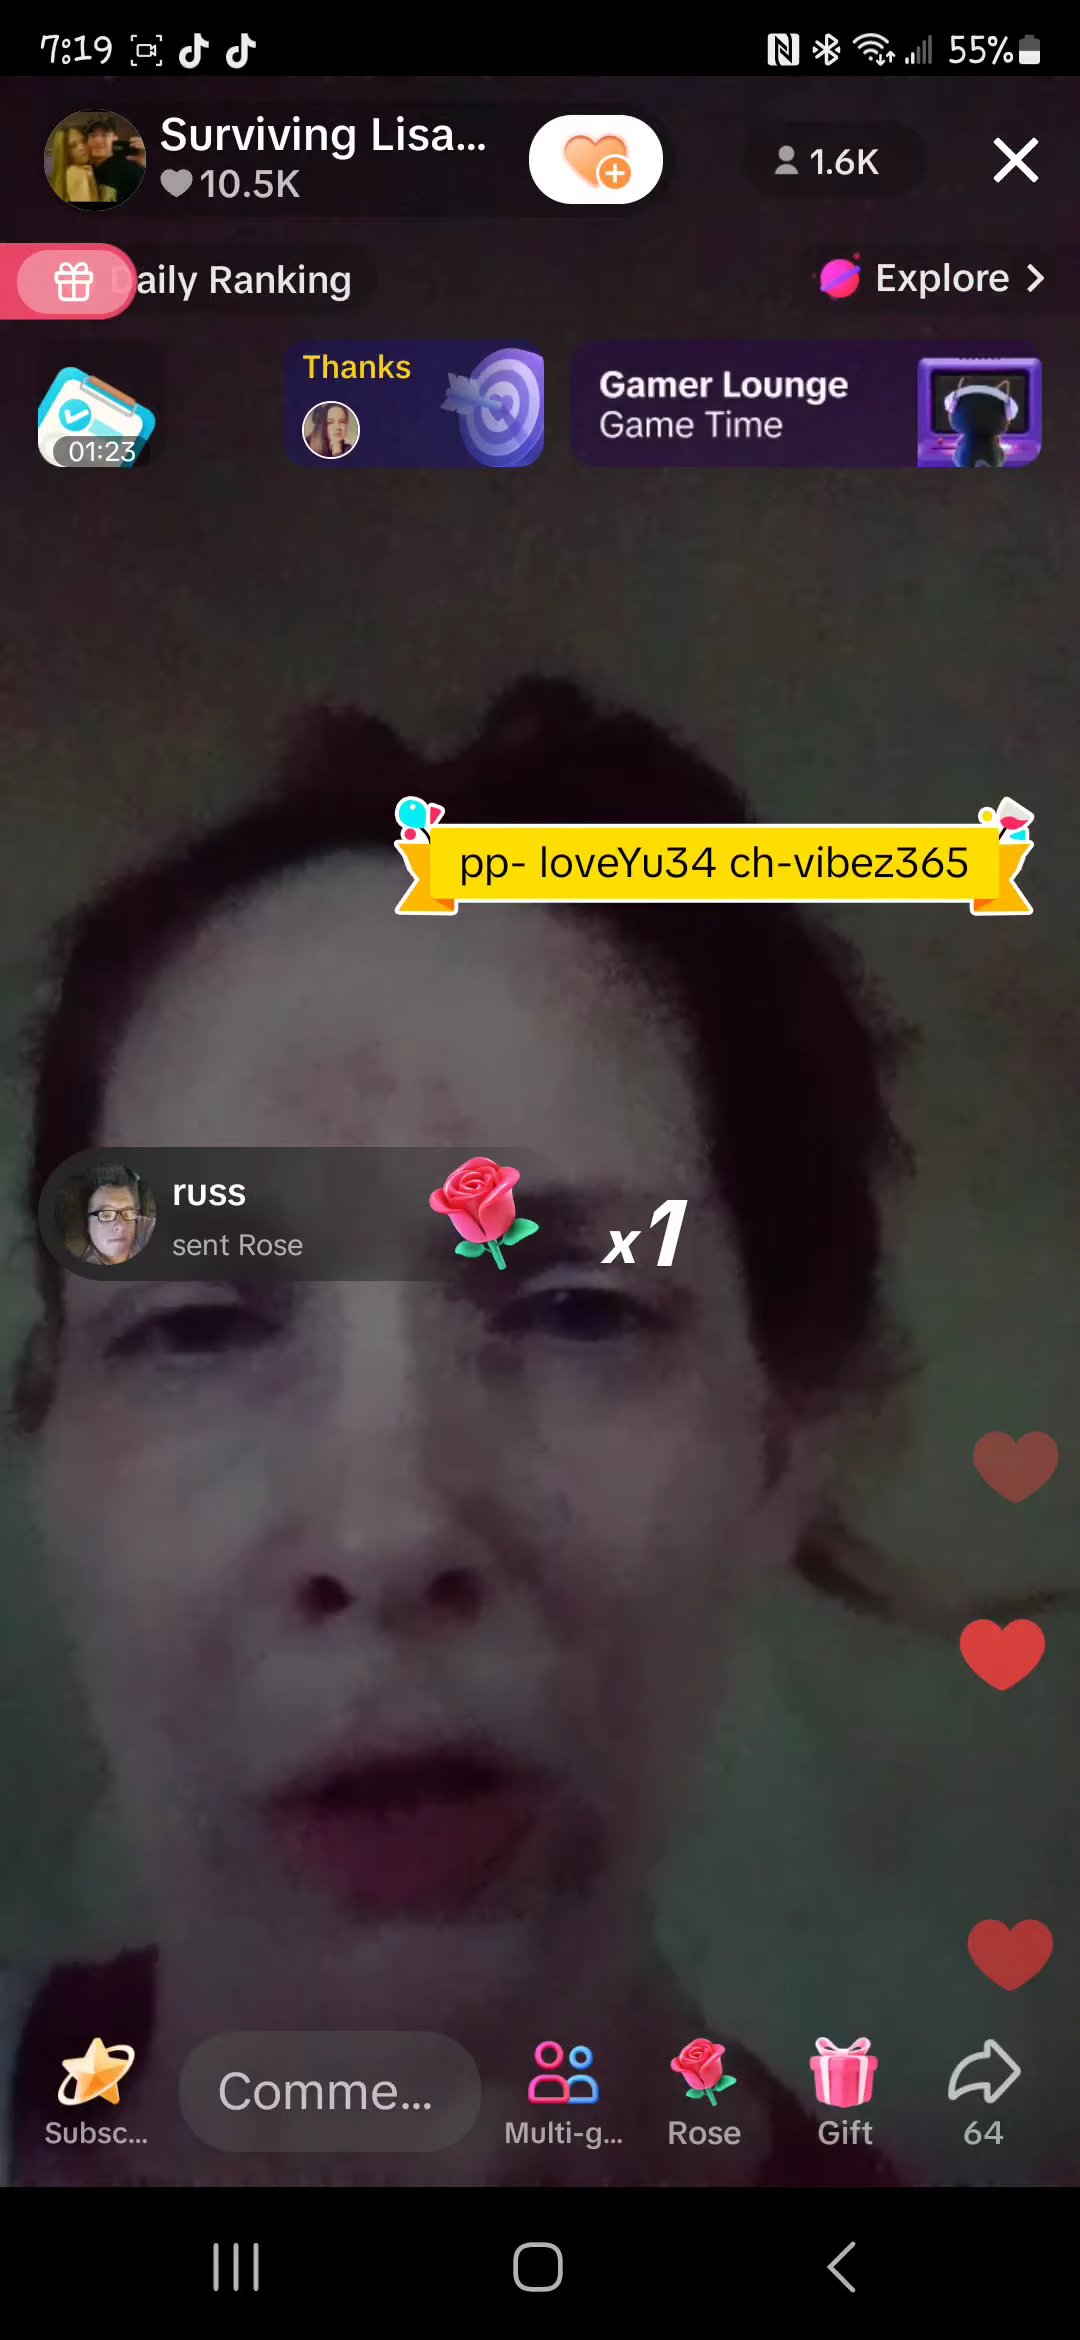 7:19
55%
Surviving Lisa...
10.5K
1.6K
Daily Ranking
Explore
Thanks
Gamer Lounge
Game Time
01:23
pp- loveYu34 ch-vibez365
russ
sent Rose
x1
Subsc...
Comme...
Multi-g...
Rose
Gift
64